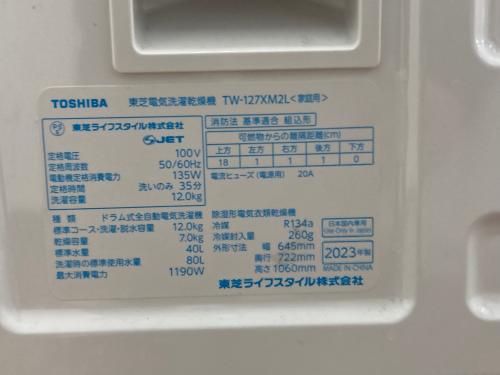 TOSHIBA 東芝電気洗濯乾燥機 TW-127XM2L<家庭用>
東芝ライフスタイル株式会社
JET
定格電圧 100V
定格周波数 50/60Hz
電動機定格消費電力 135W
定格時間 洗いのみ 35分
洗濯容量 12.0kg
消防法 基準適合 組込形
可燃物からの離隔距離(cm)
上方 左方 右方 後方 下方
18 1 1 1 0
電流ヒューズ(電源用) 20A
種類 ドラム式全自動電気洗濯機
標準コース・洗濯・脱水容量 12.0kg
乾燥容量 7.0kg
標準水量 40L
洗濯時の標準使用水量 80L
最大消費電力 1190W
除湿形電気衣類乾燥機
冷媒 R134a
冷媒封入量 260g
外形寸法 幅 645mm
奥行 722mm
高さ 1060mm
日本国内専用
Use Only in Japan
2023年製
MADE IN CHINA
東芝ライフスタイル株式会社